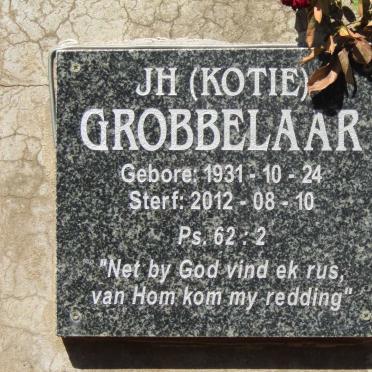 JH (KOTIE)
GROBBELAAR
Gebore: 1931 - 10 - 24
Sterf: 2012 - 08 - 10
Ps. 62 : 2
"Net by God vind ek rus,
van Hom kom my redding"